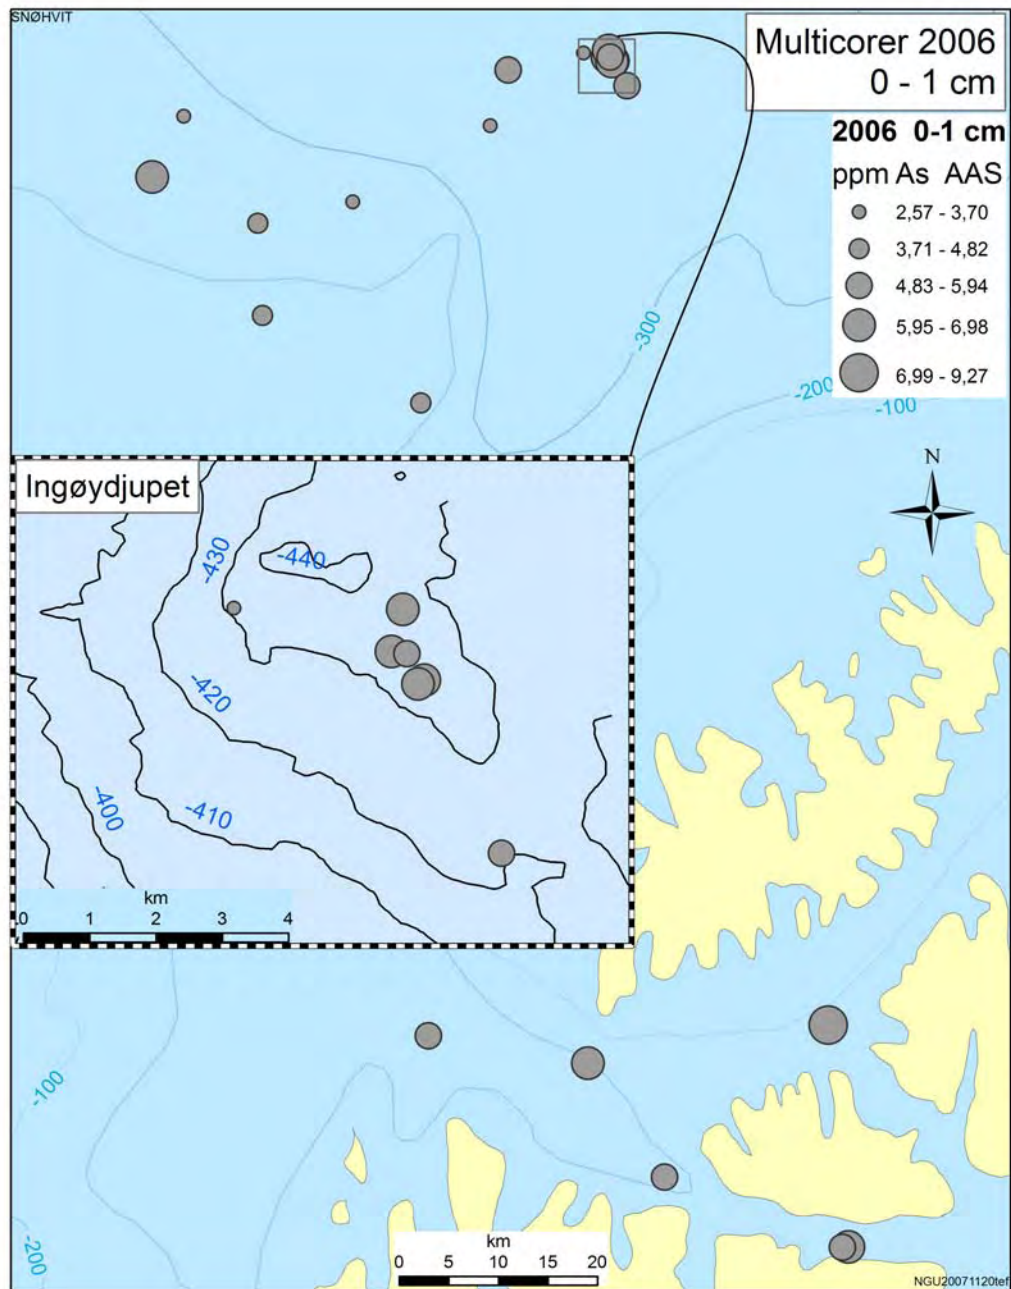 SNØHVIT
Multicorer 2006
0 - 1 cm
2006 0-1 cm
ppm As AAS
2,57 - 3,70
3,71 - 4,82
4,83 - 5,94
5,95 - 6,98
6,99 - 9,27
-300
-200
-100
N
Ingøydjupet
-430
-440
-420
-400
-410
km
0 1 2 3 4
-100
-200
km
0 5 10 15 20
NGU20071120tef